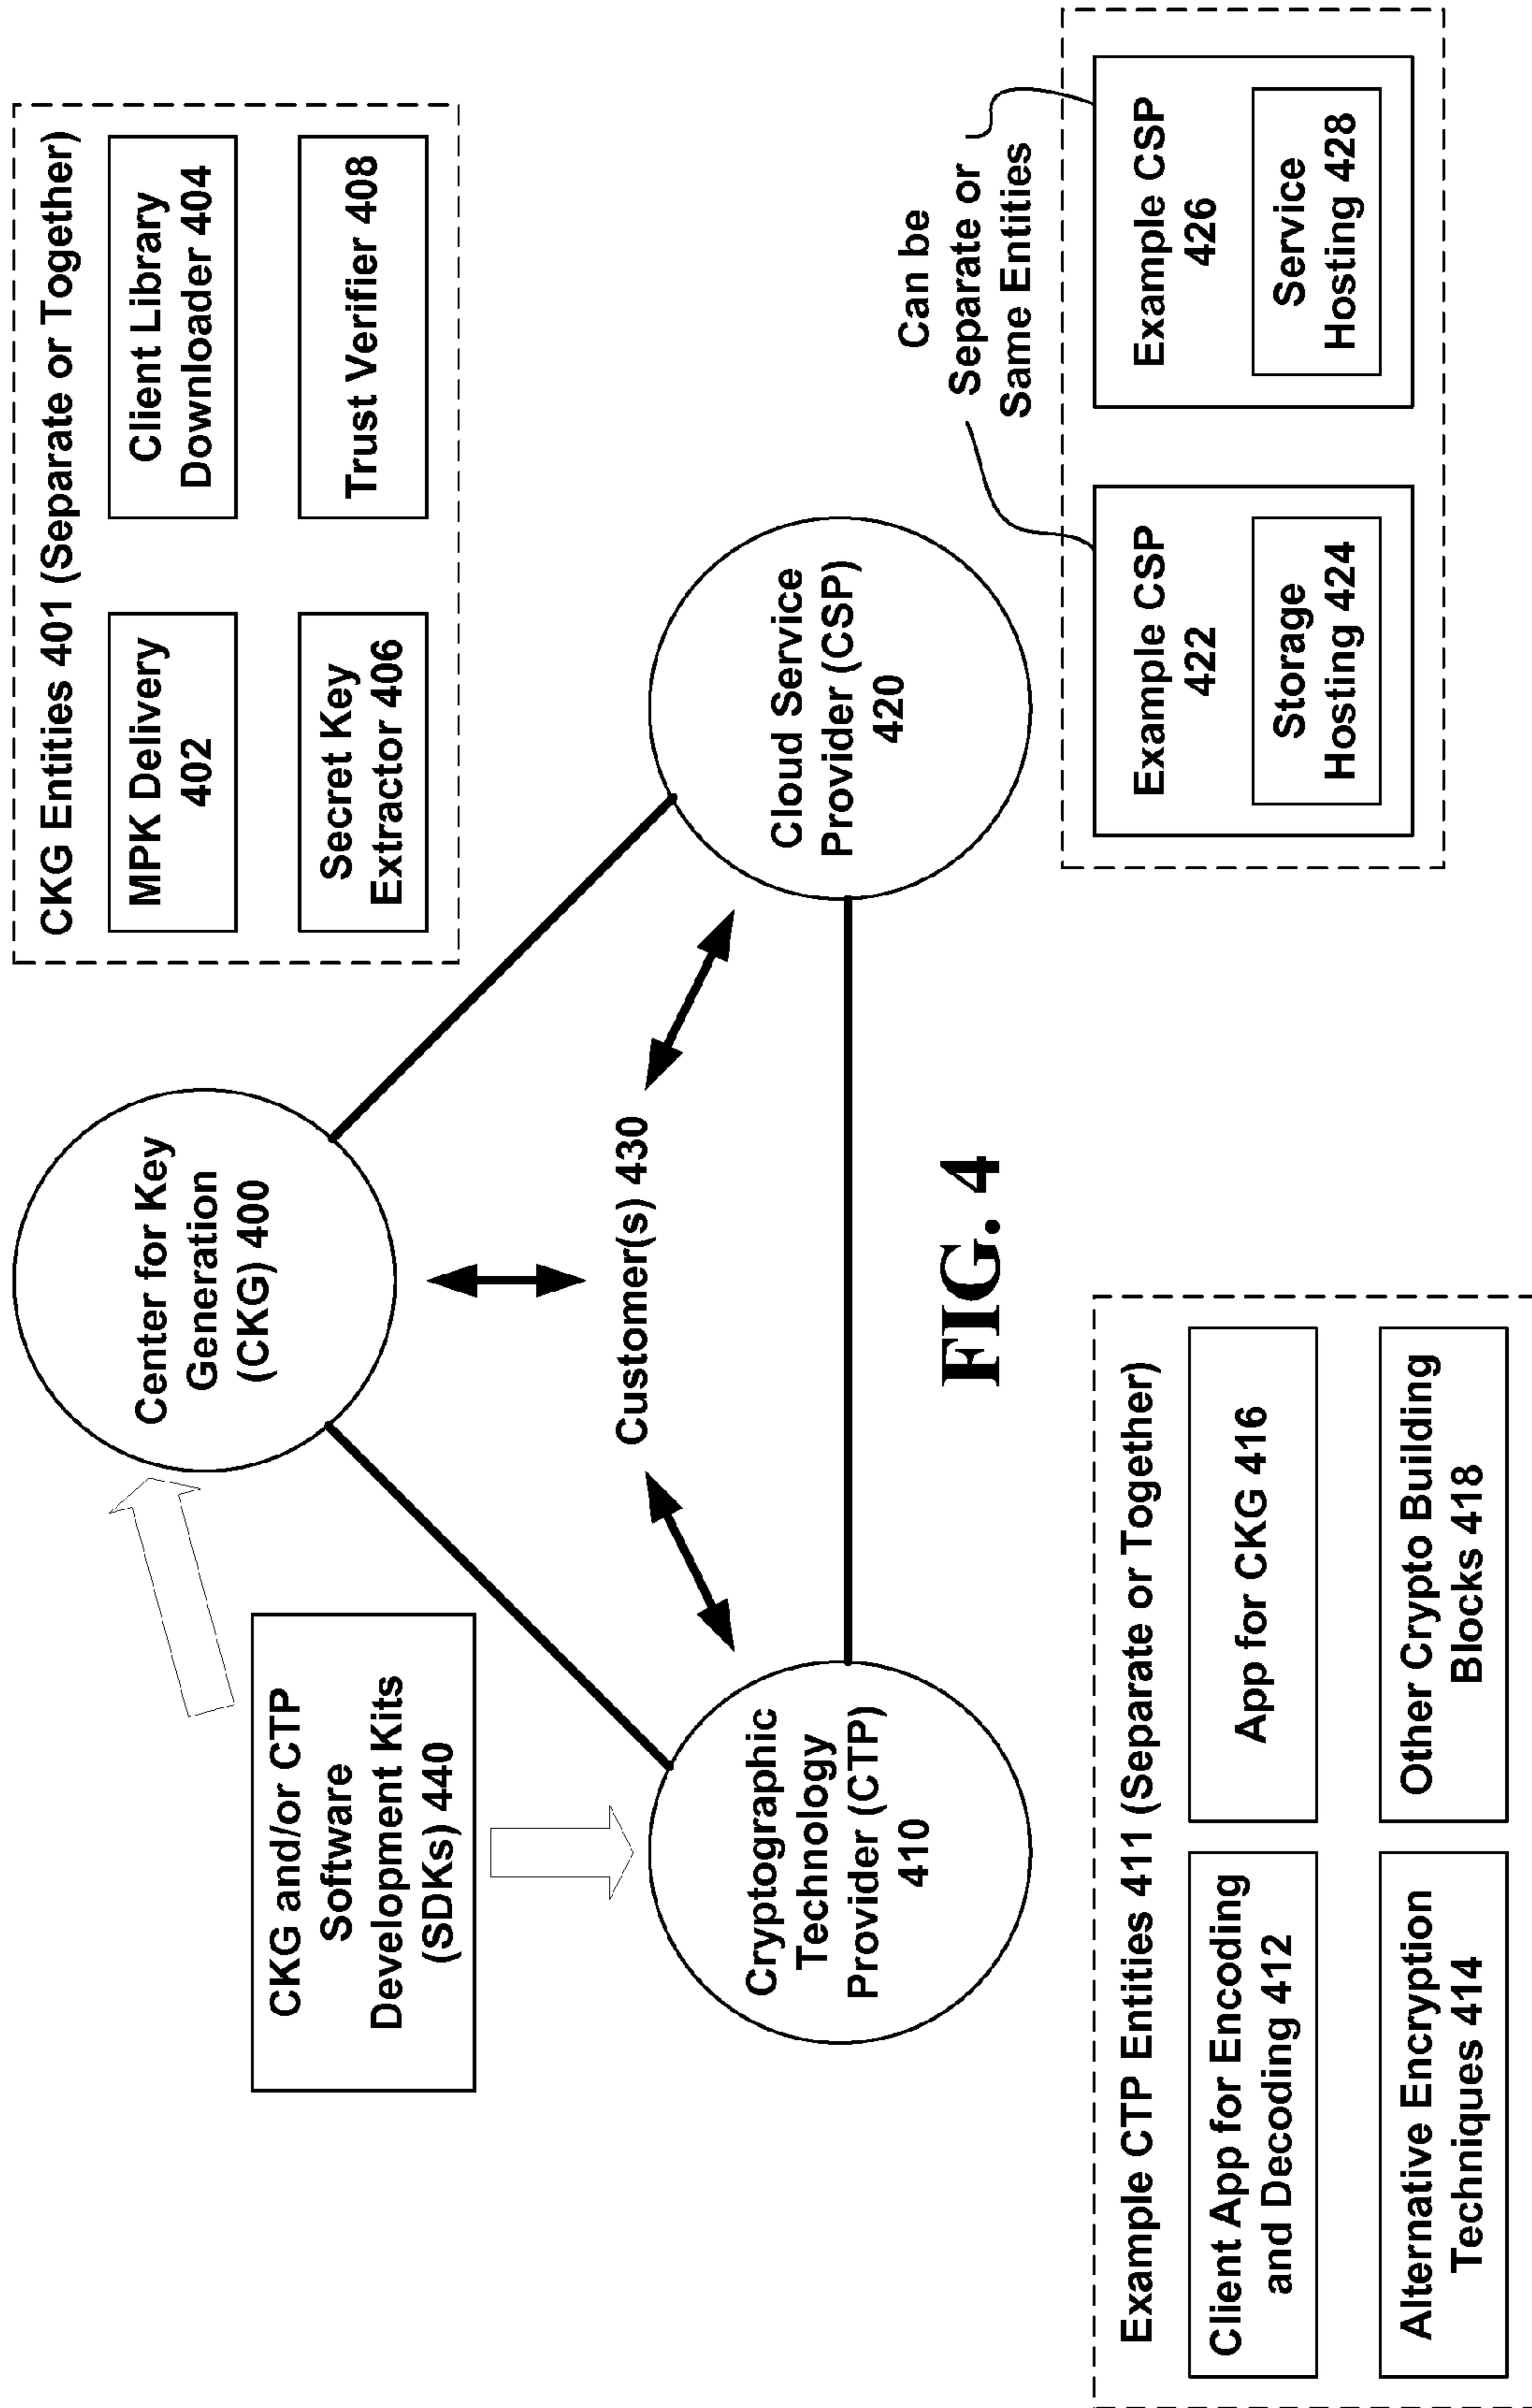 CKG Entities 401 (Separate or Together)
MPK Delivery
402
Client Library
Downloader 404
Secret Key
Extractor 406
Trust Verifier 408
Center for Key
Generation
(CKG) 400
CKG and/or CTP
Software
Development Kits
(SDKs) 440
Customer(s) 430
Cryptographic
Technology
Provider (CTP)
410
Cloud Service
Provider (CSP)
420
Can be
Separate or
Same Entities
FIG. 4
Example CTP Entities 411 (Separate or Together)
Client App for Encoding
and Decoding 412
App for CKG 416
Alternative Encryption
Techniques 414
Other Crypto Building
Blocks 418
Example CSP
422
Storage
Hosting 424
Example CSP
426
Service
Hosting 428